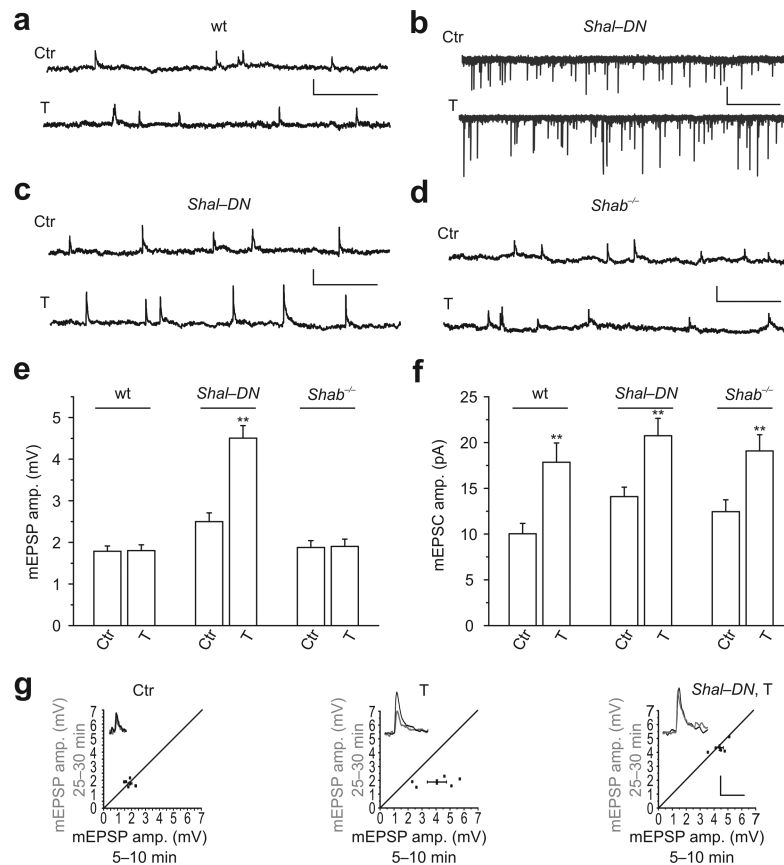 a
wt
Ctr
T
b
Shal–DN
Ctr
T
c
Shal–DN
Ctr
T
d
Shab–/–
Ctr
T
e
wt
Shal–DN
Shab–/–
**
mEPSP amp. (mV)
5
4
3
2
1
0
Ctr
T
Ctr
T
Ctr
T
f
wt
Shal–DN
Shab–/–
**
**
**
mEPSC amp. (pA)
25
20
15
10
5
0
Ctr
T
Ctr
T
Ctr
T
g
Ctr
mEPSP amp. (mV)
25–30 min
7
6
5
4
3
2
1
0
0 1 2 3 4 5 6 7
mEPSP amp. (mV)
5–10 min
T
mEPSP amp. (mV)
25–30 min
7
6
5
4
3
2
1
0
0 1 2 3 4 5 6 7
mEPSP amp. (mV)
5–10 min
Shal–DN, T
mEPSP amp. (mV)
25–30 min
7
6
5
4
3
2
1
0
0 1 2 3 4 5 6 7
mEPSP amp. (mV)
5–10 min